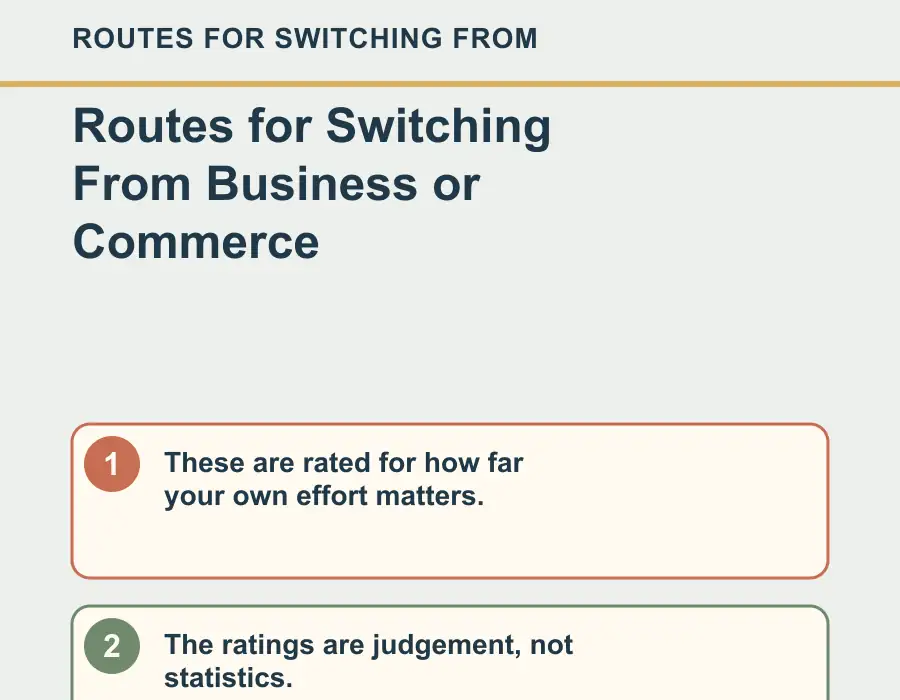 ROUTES FOR SWITCHING FROM
Routes for Switching
From Business or
Commerce
1
These are rated for how far
your own effort matters.
2
The ratings are judgement, not
statistics.